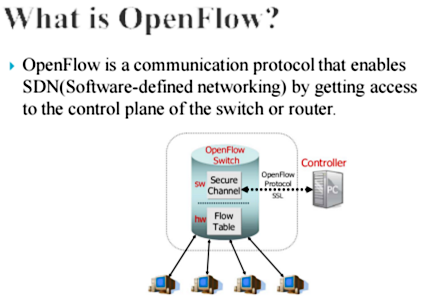 What is OpenFlow?
OpenFlow is a communication protocol that enables
SDN(Software-defined networking) by getting access
to the control plane of the switch or router.
OpenFlow
Switch
Controller
sw
Secure
Channel
OpenFlow
Protocol
SSL
PC
hw
Flow
Table